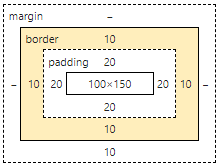 margin –
border 10
padding 20
– 10 20 100×150 20 10 –
20
10
10